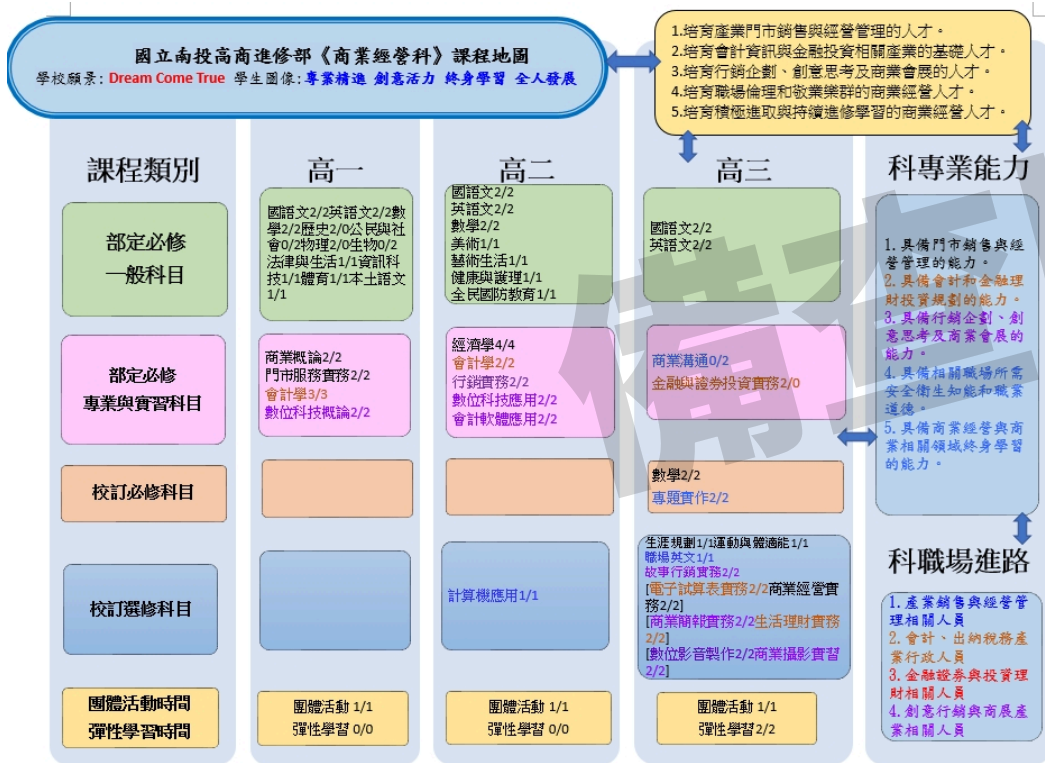 國立南投高商進修部《商業經營科》課程地圖
學校願景: Dream Come True 學生圖像:專業精進 創意活力 終身學習 全人發展
1.培育產業門市銷售與經營管理的人才。
2.培育會計資訊與金融投資相關產業的基礎人才。
3.培育行銷企劃、創意思考及商業會展的人才。
4.培育職場倫理和敬業樂群的商業經營人才。
5.培育積極進取與持續進修學習的商業經營人才。
課程類別
高一
高二
高三
科專業能力
部定必修
一般科目
國語文2/2英語文2/2數
學2/2歷史2/0公民與社
會0/2物理2/0生物0/2
法律與生活1/1資訊科
技1/1體育1/1本土語文
1/1
國語文2/2
英語文2/2
數學2/2
美術1/1
藝術生活1/1
健康與護理1/1
全民國防教育1/1
國語文2/2
英語文2/2
1.具備門市銷售與經
營管理的能力。
2.具備會計和金融理
財投資規劃的能力。
3.具備行銷企劃、創
意思考及商業會展的
能力。
4.具備相關職場所需
安全衛生知能和職業
道德。
5.具備商業經營與商
業相關領域終身學習
的能力。
部定必修
專業與實習科目
商業概論2/2
門市服務實務2/2
會計學3/3
數位科技概論2/2
經濟學4/4
會計學2/2
行銷實務2/2
數位科技應用2/2
會計軟體應用2/2
商業溝通0/2
金融與證券投資實務2/0
校訂必修科目
數學2/2
專題實作2/2
校訂選修科目
計算機應用1/1
生涯規劃1/1運動與體適能1/1
職場英文1/1
故事行銷實務2/2
[電子試算表實務2/2商業經營實
務2/2]
[商業簡報實務2/2生活理財實務
2/2]
[數位影音製作2/2商業攝影實習
2/2]
科職場進路
1.產業銷售與經營管
理相關人員
2.會計、出納稅務產
業行政人員
3.金融證券與投資理
財相關人員
4.創意行銷與商展產
業相關人員
團體活動時間
彈性學習時間
團體活動 1/1
彈性學習 0/0
團體活動 1/1
彈性學習 0/0
團體活動 1/1
彈性學習 2/2
備查